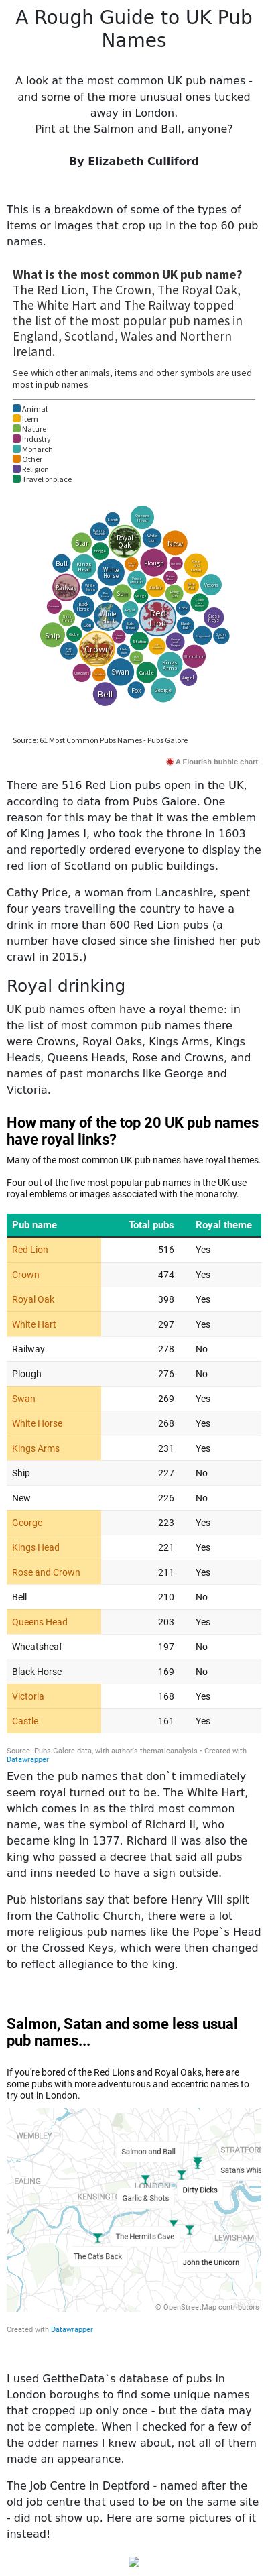 A Rough Guide to UK Pub
Names
A look at the most common UK pub names -
and some of the more unusual ones tucked
away in London.
Pint at the Salmon and Ball, anyone?
By Elizabeth Culliford
This is a breakdown of some of the types of
items or images that crop up in the top 60 pub
names.
What is the most common UK pub name?
The Red Lion, The Crown, The Royal Oak,
The White Hart and The Railway topped
the list of the most popular pub names in
England, Scotland, Wales and Northern
Ireland.
See which other animals, items and other symbols are used
most in pub names
Animal
Item
Nature
Industry
Monarch
Other
Religion
Travel or place
Queens
Head
Royal
Oak
Star
New
Bull
Kings
Head
Plough
White
Horse
Railway
Victoria
Black
Horse
Sun
White
Hart
Red
Lion
Lion
Ship
Crown
Kings
Arms
Swan
Castle
Angel
Bell
Fox
George
Source: 61 Most Common Pubs Names - Pubs Galore
A Flourish bubble chart
There are 516 Red Lion pubs open in the UK,
according to data from Pubs Galore. One
reason for this may be that it was the emblem
of King James I, who took the throne in 1603
and reportedly ordered everyone to display the
red lion of Scotland on public buildings.
Cathy Price, a woman from Lancashire, spent
four years travelling the country to have a
drink in more than 600 Red Lion pubs (a
number have closed since she finished her pub
crawl in 2015.)
Royal drinking
UK pub names often have a royal theme: in
the list of most common pub names there
were Crowns, Royal Oaks, Kings Arms, Kings
Heads, Queens Heads, Rose and Crowns, and
names of past monarchs like George and
Victoria.
How many of the top 20 UK pub names
have royal links?
Many of the most common UK pub names have royal themes.
Four out of the five most popular pub names in the UK use
royal emblems or images associated with the monarchy.
Pub name Total pubs Royal theme
Red Lion 516 Yes
Crown 474 Yes
Royal Oak 398 Yes
White Hart 297 Yes
Railway 278 No
Plough 276 No
Swan 269 Yes
White Horse 268 Yes
Kings Arms 231 Yes
Ship 227 No
New 226 No
George 223 Yes
Kings Head 221 Yes
Rose and Crown 211 Yes
Bell 210 No
Queens Head 203 Yes
Wheatsheaf 197 No
Black Horse 169 No
Victoria 168 Yes
Castle 161 Yes
Source: Pubs Galore data, with author's thematicanalysis • Created with
Datawrapper
Even the pub names that don`t immediately
seem royal turned out to be. The White Hart,
which comes in as the third most common
name, was the symbol of Richard II, who
became king in 1377. Richard II was also the
king who passed a decree that said all pubs
and inns needed to have a sign outside.
Pub historians say that before Henry VIII split
from the Catholic Church, there were a lot
more religious pub names like the Pope`s Head
or the Crossed Keys, which were then changed
to reflect allegiance to the king.
Salmon, Satan and some less usual
pub names...
If you're bored of the Red Lions and Royal Oaks, here are
some pubs with more adventurous and eccentric names to
try out in London.
WEMBLEY
Salmon and Ball
STRATFORD
EALING
Satan's Whis
LONDON
Dirty Dicks
KENSINGT
Garlic & Shots
The Hermits Cave
LEWISHAM
The Cat's Back
John the Unicorn
© OpenStreetMap contributors
Created with Datawrapper
I used GettheData`s database of pubs in
London boroughs to find some unique names
that cropped up only once - but the data may
not be complete. When I checked for a few of
the odder names I knew about, not all of them
made an appearance.
The Job Centre in Deptford - named after the
old job centre that used to be on the same site
- did not show up. Here are some pictures of it
instead!